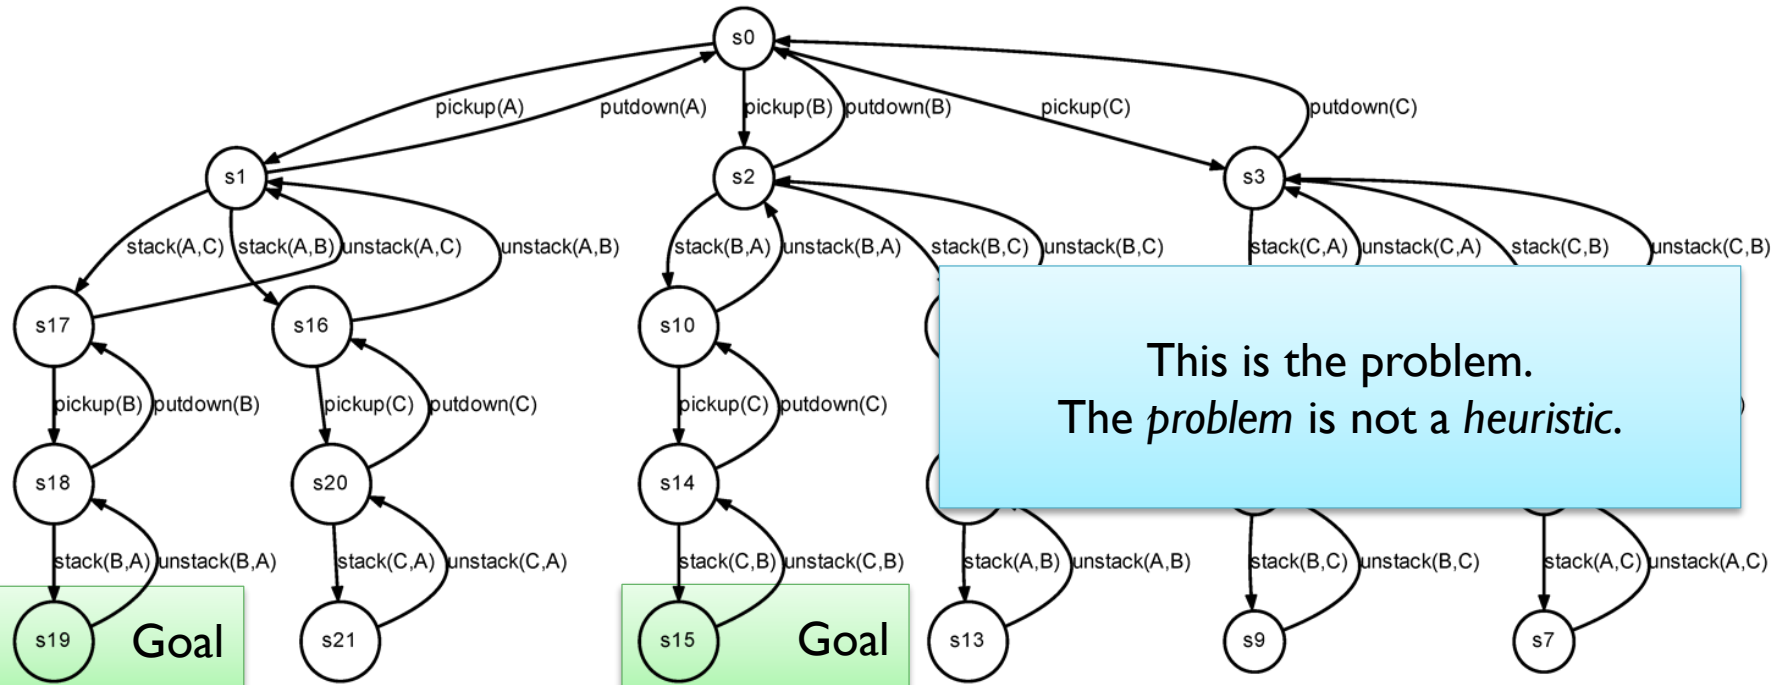 s0
pickup(A) putdown(A) pickup(B) putdown(B) pickup(C) putdown(C)
s1 s2 s3
stack(A,C) stack(A,B) unstack(A,C) unstack(A,B) stack(B,A) unstack(B,A) stack(B,C) unstack(B,C) stack(C,A) unstack(C,A) stack(C,B) unstack(C,B)
s17 s16 s10
This is the problem.
The problem is not a heuristic.
pickup(B) putdown(B) pickup(C) putdown(C) pickup(C) putdown(C) )
s18 s20 s14
stack(B,A) unstack(B,A) stack(C,A) unstack(C,A) stack(C,B) unstack(C,B) stack(A,B) unstack(A,B) stack(B,C) unstack(B,C) stack(A,C) unstack(A,C)
s19 Goal s21 s15 Goal s13 s9 s7